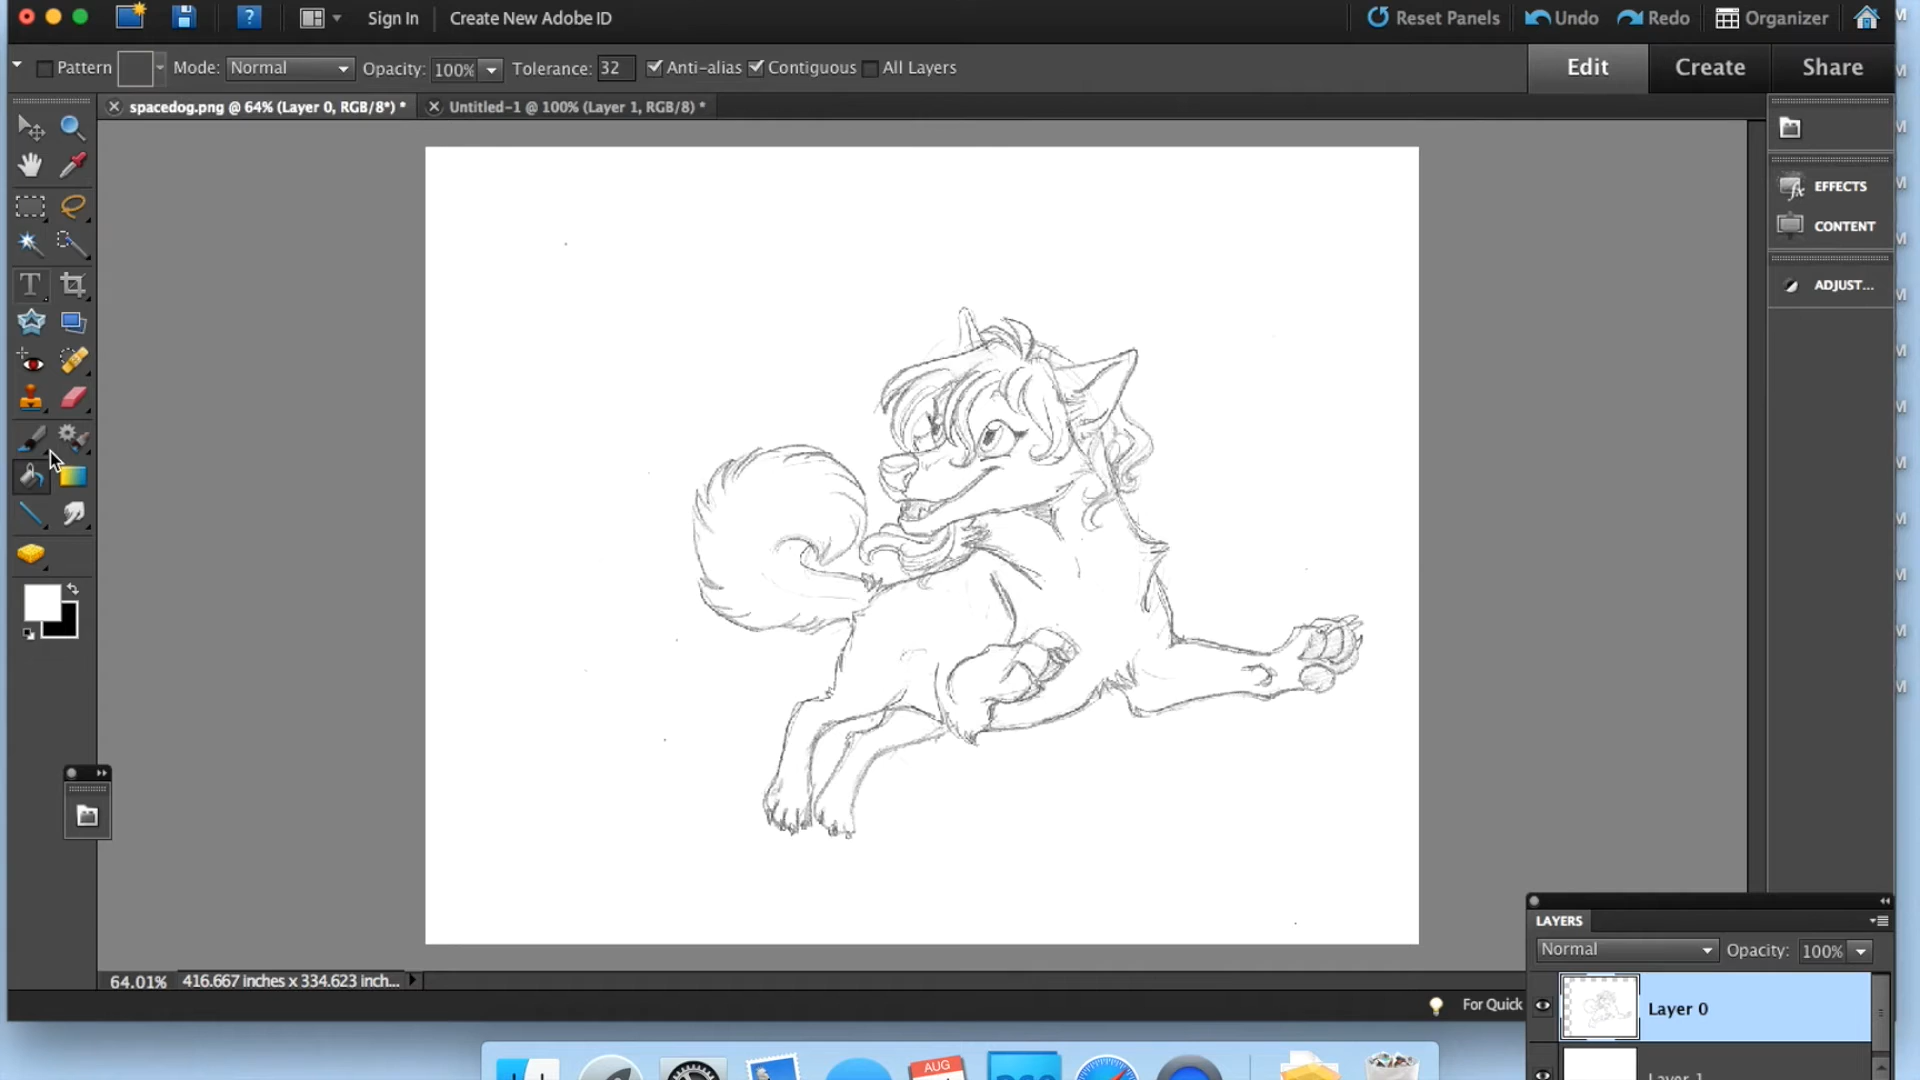 Sign In
Create New Adobe ID
Reset Panels
Undo
Redo
Organizer
Pattern
Mode: Normal
Opacity: 100%
Tolerance: 32
Anti-alias
Contiguous
All Layers
Edit
Create
Share
spacedog.png @ 64% (Layer 0, RGB/8*) *
Untitled-1 @ 100% (Layer 1, RGB/8) *
EFFECTS
CONTENT
ADJUST...
T
64.01%
416.667 inches x 334.623 inch...
For Quick
LAYERS
Normal
Opacity: 100%
Layer 0
Layer 1
AUG